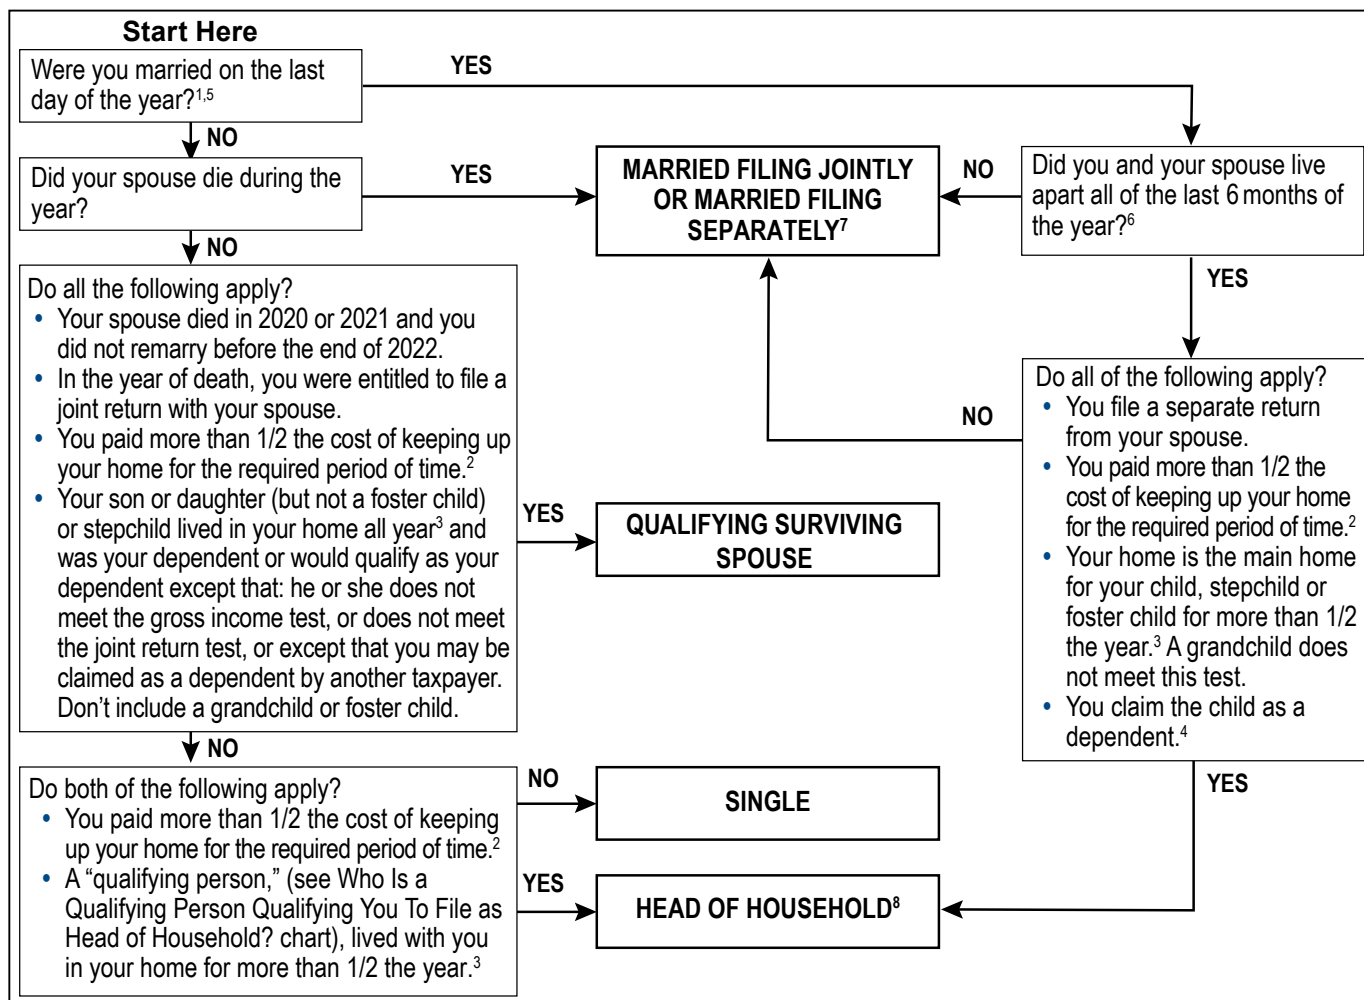 Start Here
Were you married on the last
day of the year?1,5
YES
NO
Did your spouse die during the
year?
YES
MARRIED FILING JOINTLY
OR MARRIED FILING
SEPARATELY7
NO
Did you and your spouse live
apart all of the last 6 months of
the year?6
NO
YES
Do all the following apply?
• Your spouse died in 2020 or 2021 and you
did not remarry before the end of 2022.
• In the year of death, you were entitled to file a
joint return with your spouse.
• You paid more than 1/2 the cost of keeping up
your home for the required period of time.2
• Your son or daughter (but not a foster child)
or stepchild lived in your home all year3 and
was your dependent or would qualify as your
dependent except that: he or she does not
meet the gross income test, or does not meet
the joint return test, or except that you may be
claimed as a dependent by another taxpayer.
Don’t include a grandchild or foster child.
YES
QUALIFYING SURVIVING
SPOUSE
NO
Do all of the following apply?
• You file a separate return
from your spouse.
• You paid more than 1/2 the
cost of keeping up your home
for the required period of time.2
• Your home is the main home
for your child, stepchild or
foster child for more than 1/2
the year.3 A grandchild does
not meet this test.
• You claim the child as a
dependent.4
NO
YES
Do both of the following apply?
• You paid more than 1/2 the cost of keeping
up your home for the required period of time.2
• A “qualifying person,” (see Who Is a
Qualifying Person Qualifying You To File as
Head of Household? chart), lived with you
in your home for more than 1/2 the year.3
NO
SINGLE
YES
HEAD OF HOUSEHOLD8